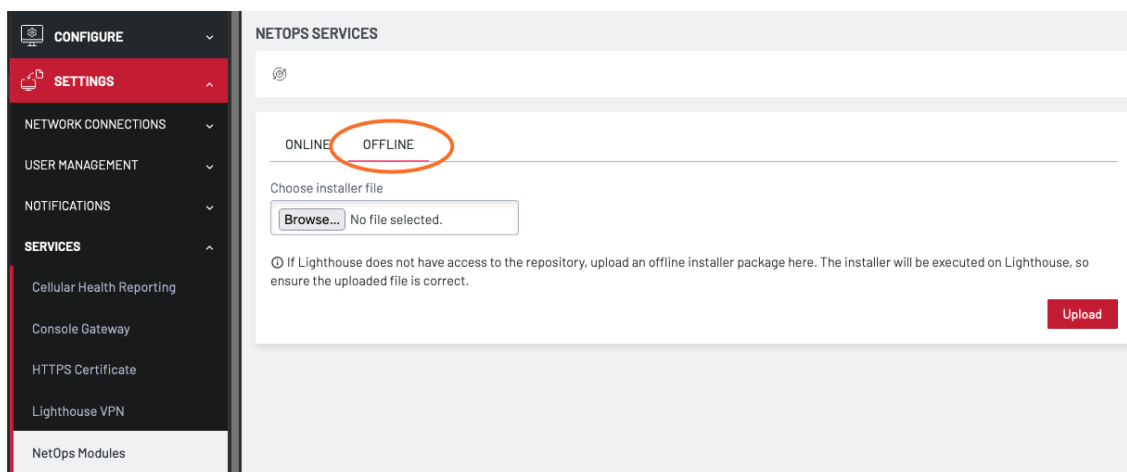 CONFIGURE
SETTINGS
NETWORK CONNECTIONS
USER MANAGEMENT
NOTIFICATIONS
SERVICES
Cellular Health Reporting
Console Gateway
HTTPS Certificate
Lighthouse VPN
NetOps Modules
NETOPS SERVICES
ONLINE OFFLINE
Choose installer file
Browse... No file selected.
If Lighthouse does not have access to the repository, upload an offline installer package here. The installer will be executed on Lighthouse, so
ensure the uploaded file is correct.
Upload